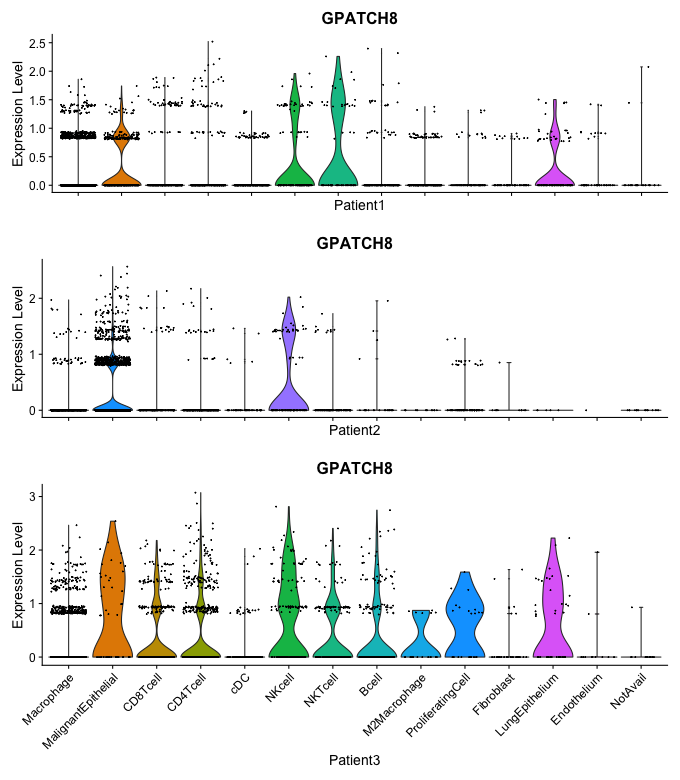 GPATCH8
Expression Level
2.5
2.0
1.5
1.0
0.5
0.0
Patient1
GPATCH8
Expression Level
2
1
0
Patient2
GPATCH8
Expression Level
3
2
1
0
Macrophage
MalignantEpithelial
CD8Tcell
CD4Tcell
cDC
NKcell
NKTcell
Bcell
M2Macrophage
ProliferatingCell
Fibroblast
LungEpithelium
Endothelium
NotAvail
Patient3